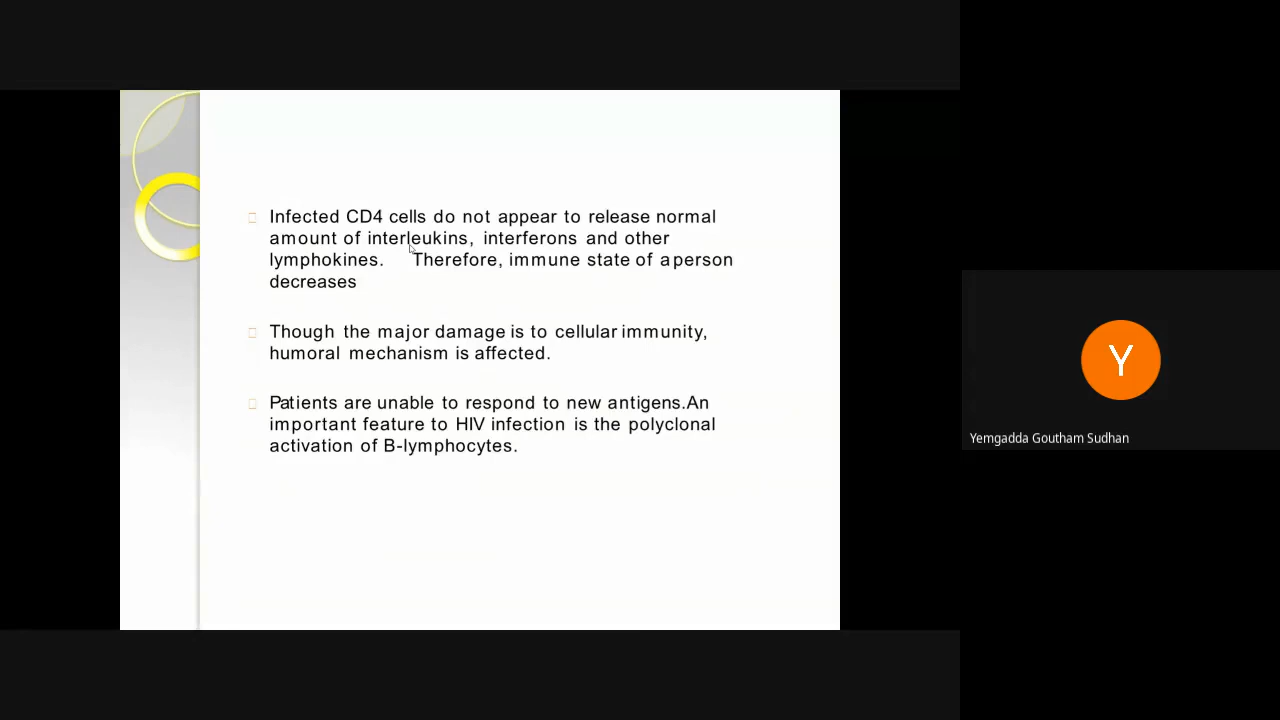 Infected CD4 cells do not appear to release normal
amount of interleukins, interferons and other
lymphokines. Therefore, immune state of a person
decreases
Though the major damage is to cellular immunity,
humoral mechanism is affected.
Patients are unable to respond to new antigens.An
important feature to HIV infection is the polyclonal
activation of B-lymphocytes.
Y
Yemgadda Goutham Sudhan